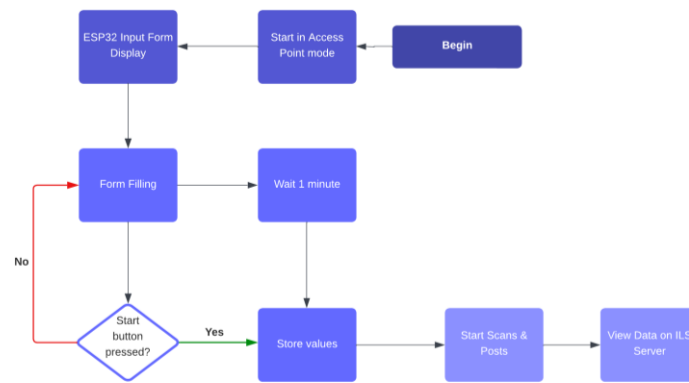 ESP32 Input Form
Display
Start in Access
Point mode
Begin
Form Filling
Wait 1 minute
No
Start
button
pressed?
Yes
Store values
Start Scans &
Posts
View Data on ILS
Server